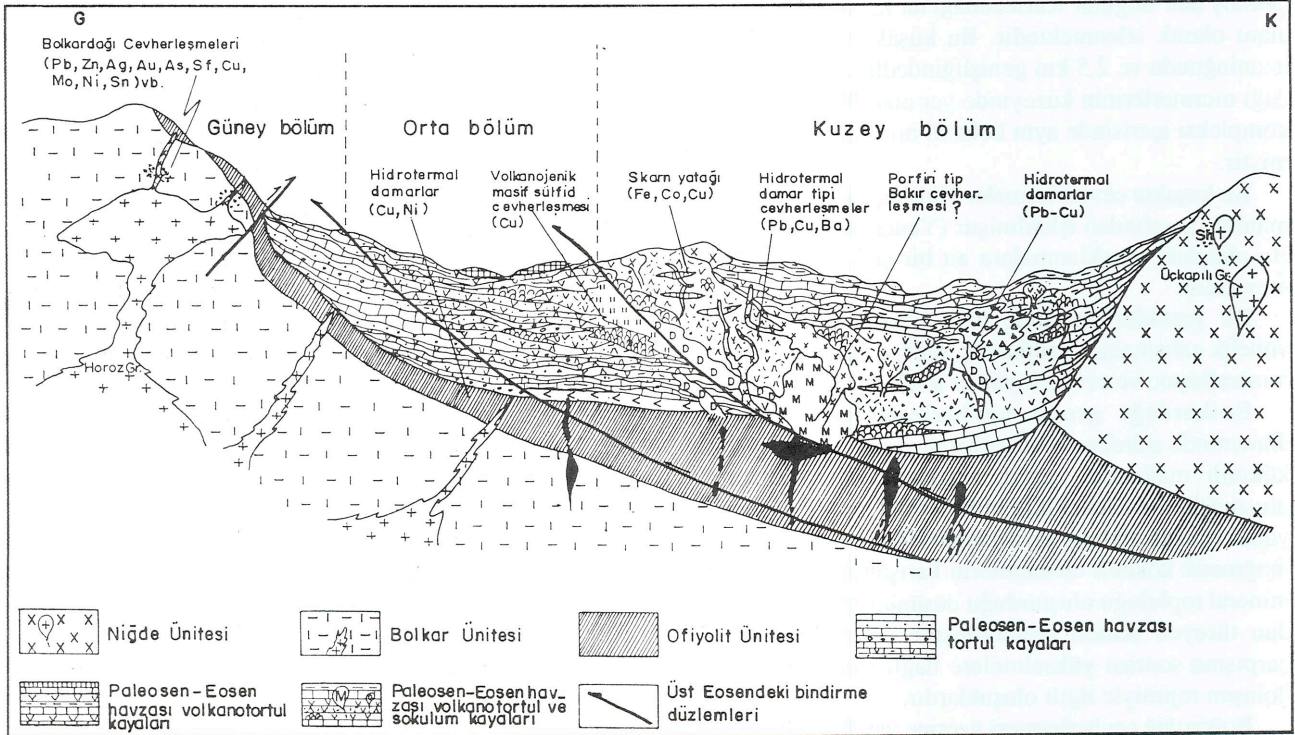 G
K
Bolkardağı Cevherleşmeleri
(Pb,Zn,Ag,Au,As,Sf,Cu,
Mo,Ni,Sn)vb.
Güney bölüm
Orta bölüm
Kuzey bölüm
Hidrotermal
damarlar
(Cu,Ni)
Volkanojenik
masif sülfid
cevherleşmesi
(Cu)
Skarn yatağı
(Fe,Co,Cu)
Hidrotermal
damar tipi
cevherleşmeler
(Pb,Cu,Ba)
Porfiri tip
Bakır cevher-
leşmesi ?
Hidrotermal
damarlar
(Pb-Cu)
Sn
Üçkapılı Gr.
Horoz Gr.
Niğde Ünitesi
Bolkar Ünitesi
Ofiyolit Ünitesi
Paleosen-Eosen havzası
tortul kayaları
Paleosen-Eosen
havzası volkanotortul
kayaları
Paleosen-Eosen hav-
zası volkanotortul ve
sokulum kayaları
Üst Eosendeki bindirme
düzlemleri